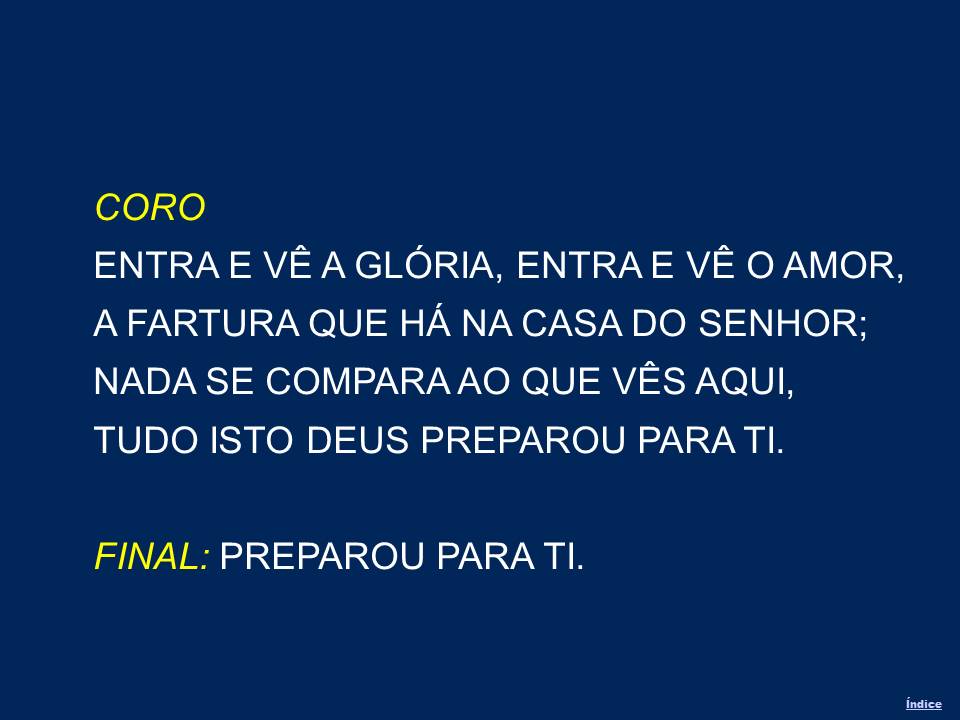 CORO
ENTRA E VÊ A GLÓRIA, ENTRA E VÊ O AMOR,
A FARTURA QUE HÁ NA CASA DO SENHOR;
NADA SE COMPARA AO QUE VÊS AQUI,
TUDO ISTO DEUS PREPAROU PARA TI.
FINAL: PREPAROU PARA TI.
Índice